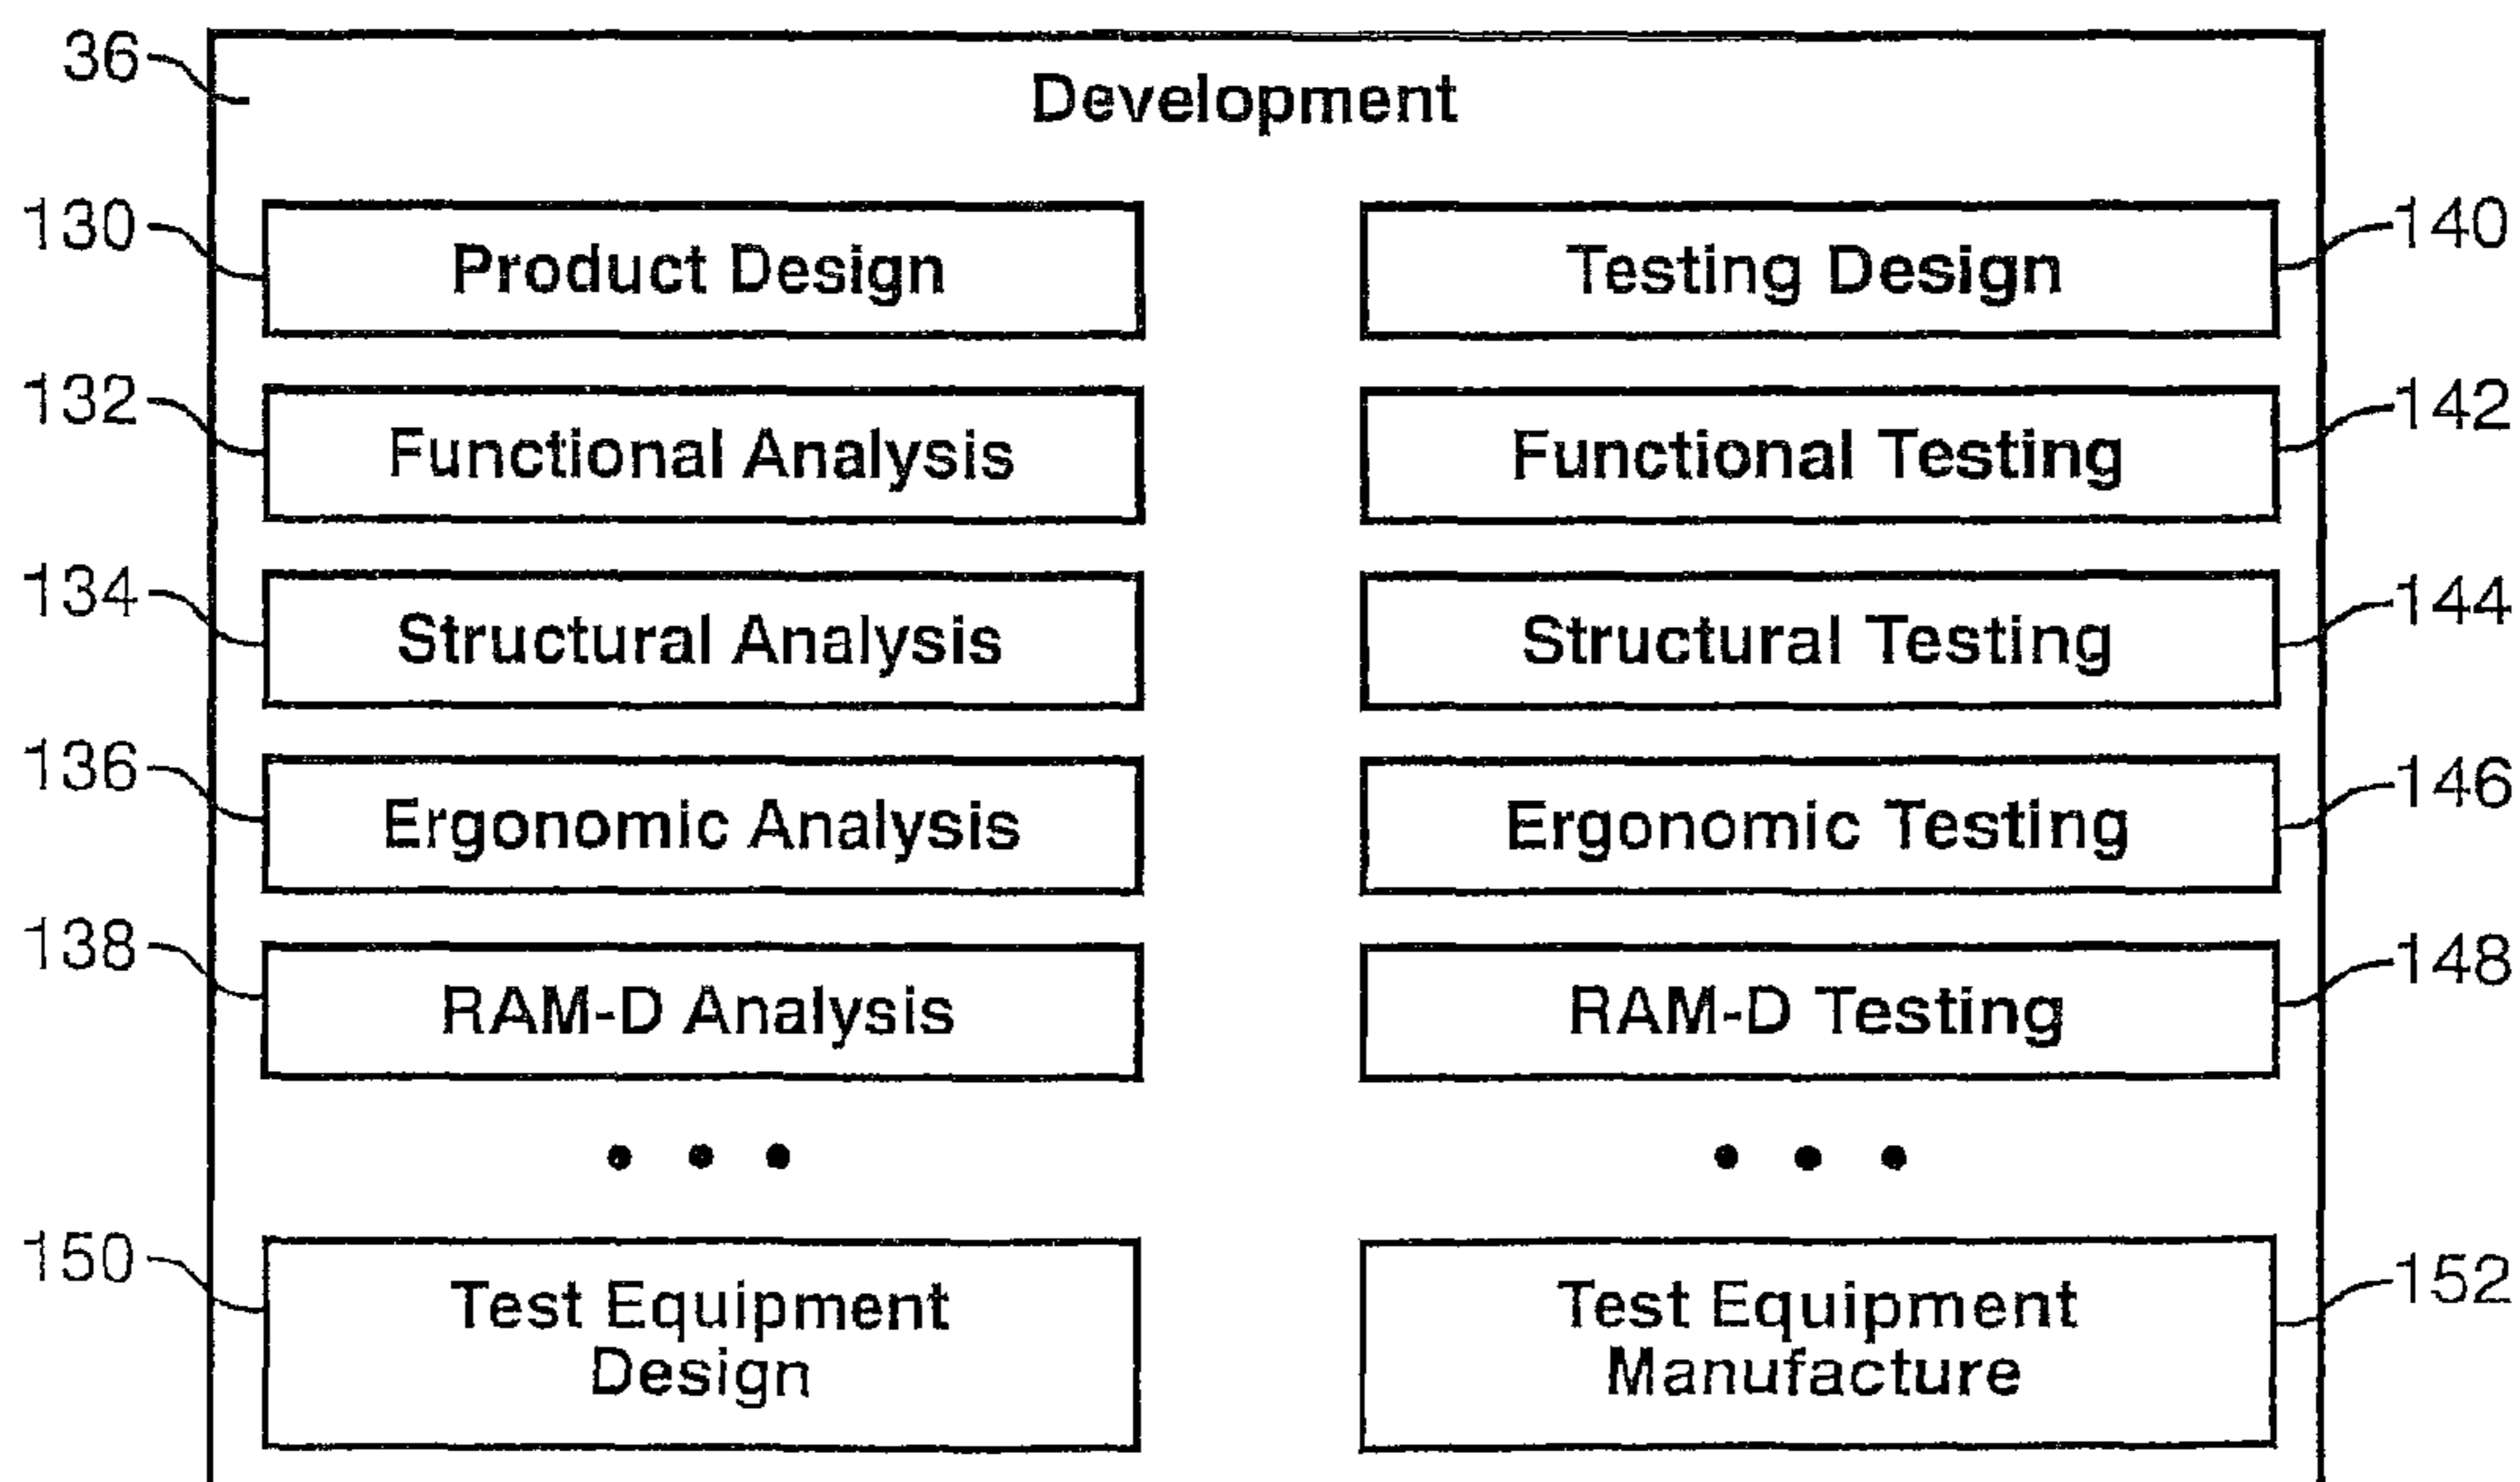 36
Development
130
Product Design
Testing Design
140
132
Functional Analysis
Functional Testing
142
134
Structural Analysis
Structural Testing
144
136
Ergonomic Analysis
Ergonomic Testing
146
138
RAM-D Analysis
RAM-D Testing
148
• • •
• • •
150
Test Equipment
Design
Test Equipment
Manufacture
152